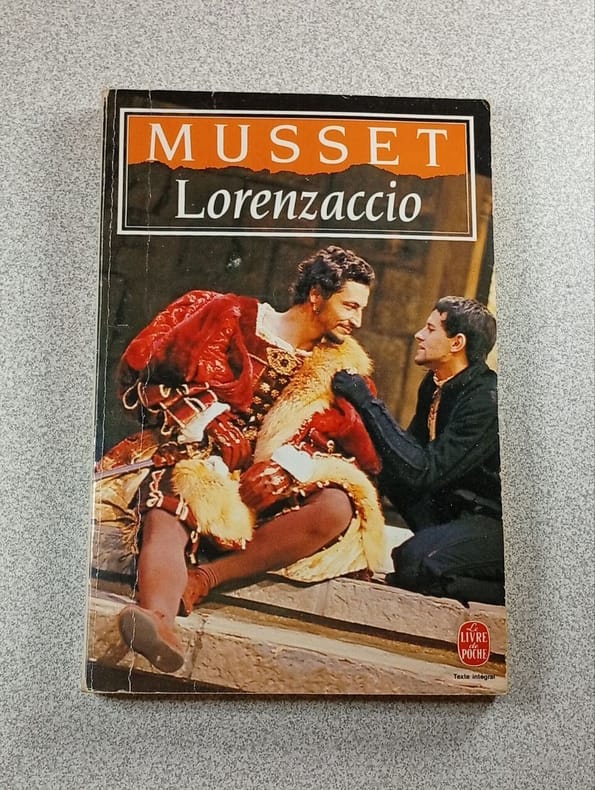 MUSSET
Lorenzaccio
Le
LIVRE
de
POCHE
Texte intégral